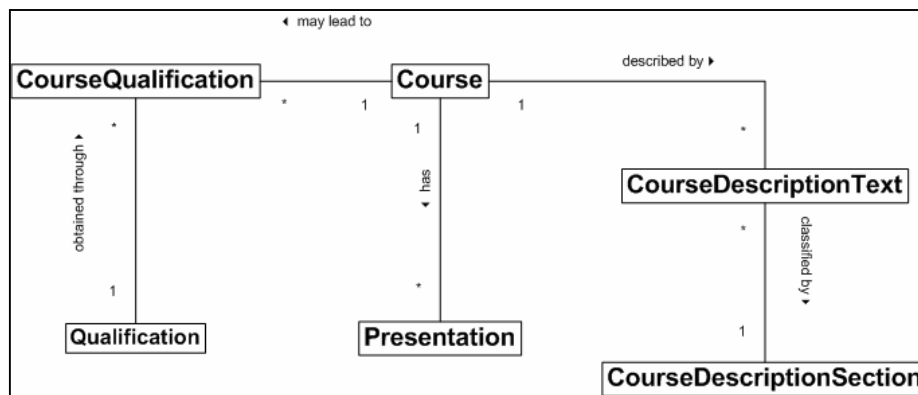 ◄ may lead to
described by ►
CourseQualification
Course
* 1 1 1
* *
obtained through ►
◄ has
CourseDescriptionText
*
classified by ►
1 *
Qualification
Presentation
1
CourseDescriptionSection